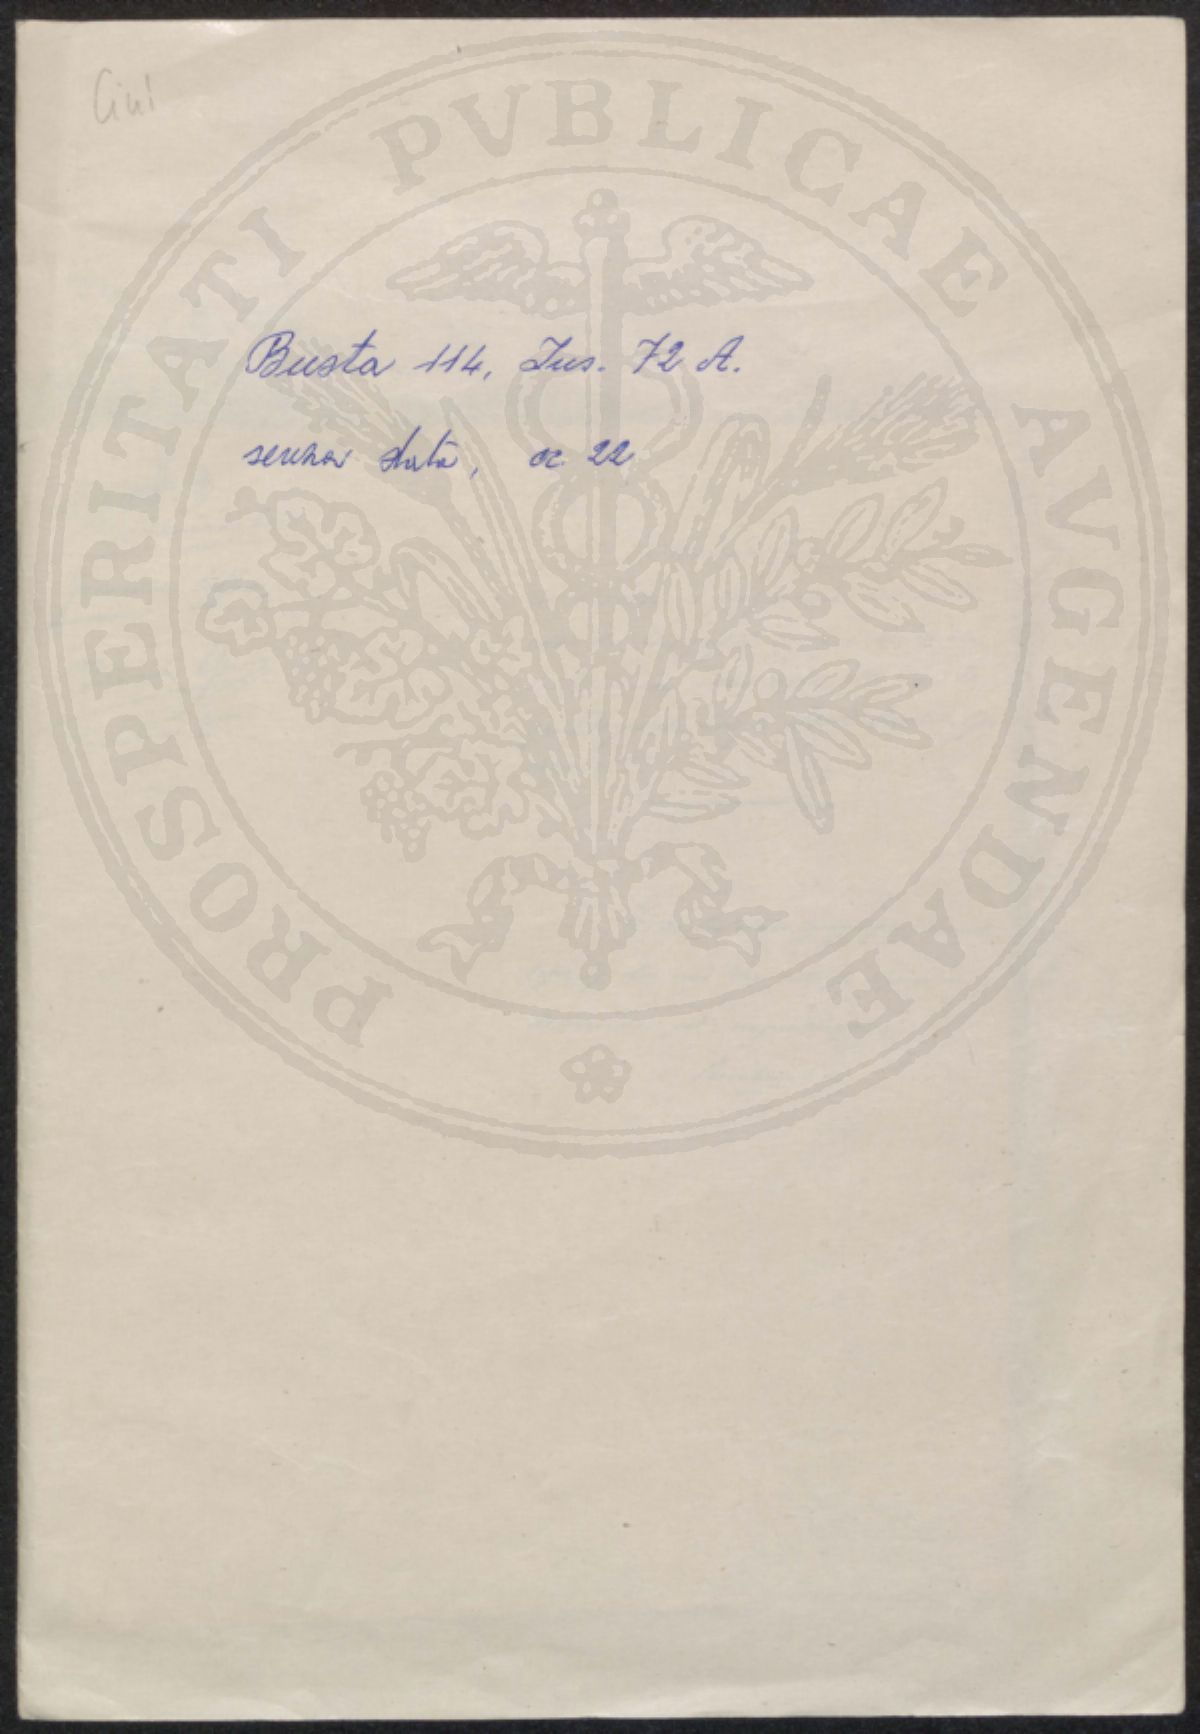 Busta 114, Ins. 72 A.
senza data, cc. 22
PROSPERITATI PVBLICAE AVGENDAE